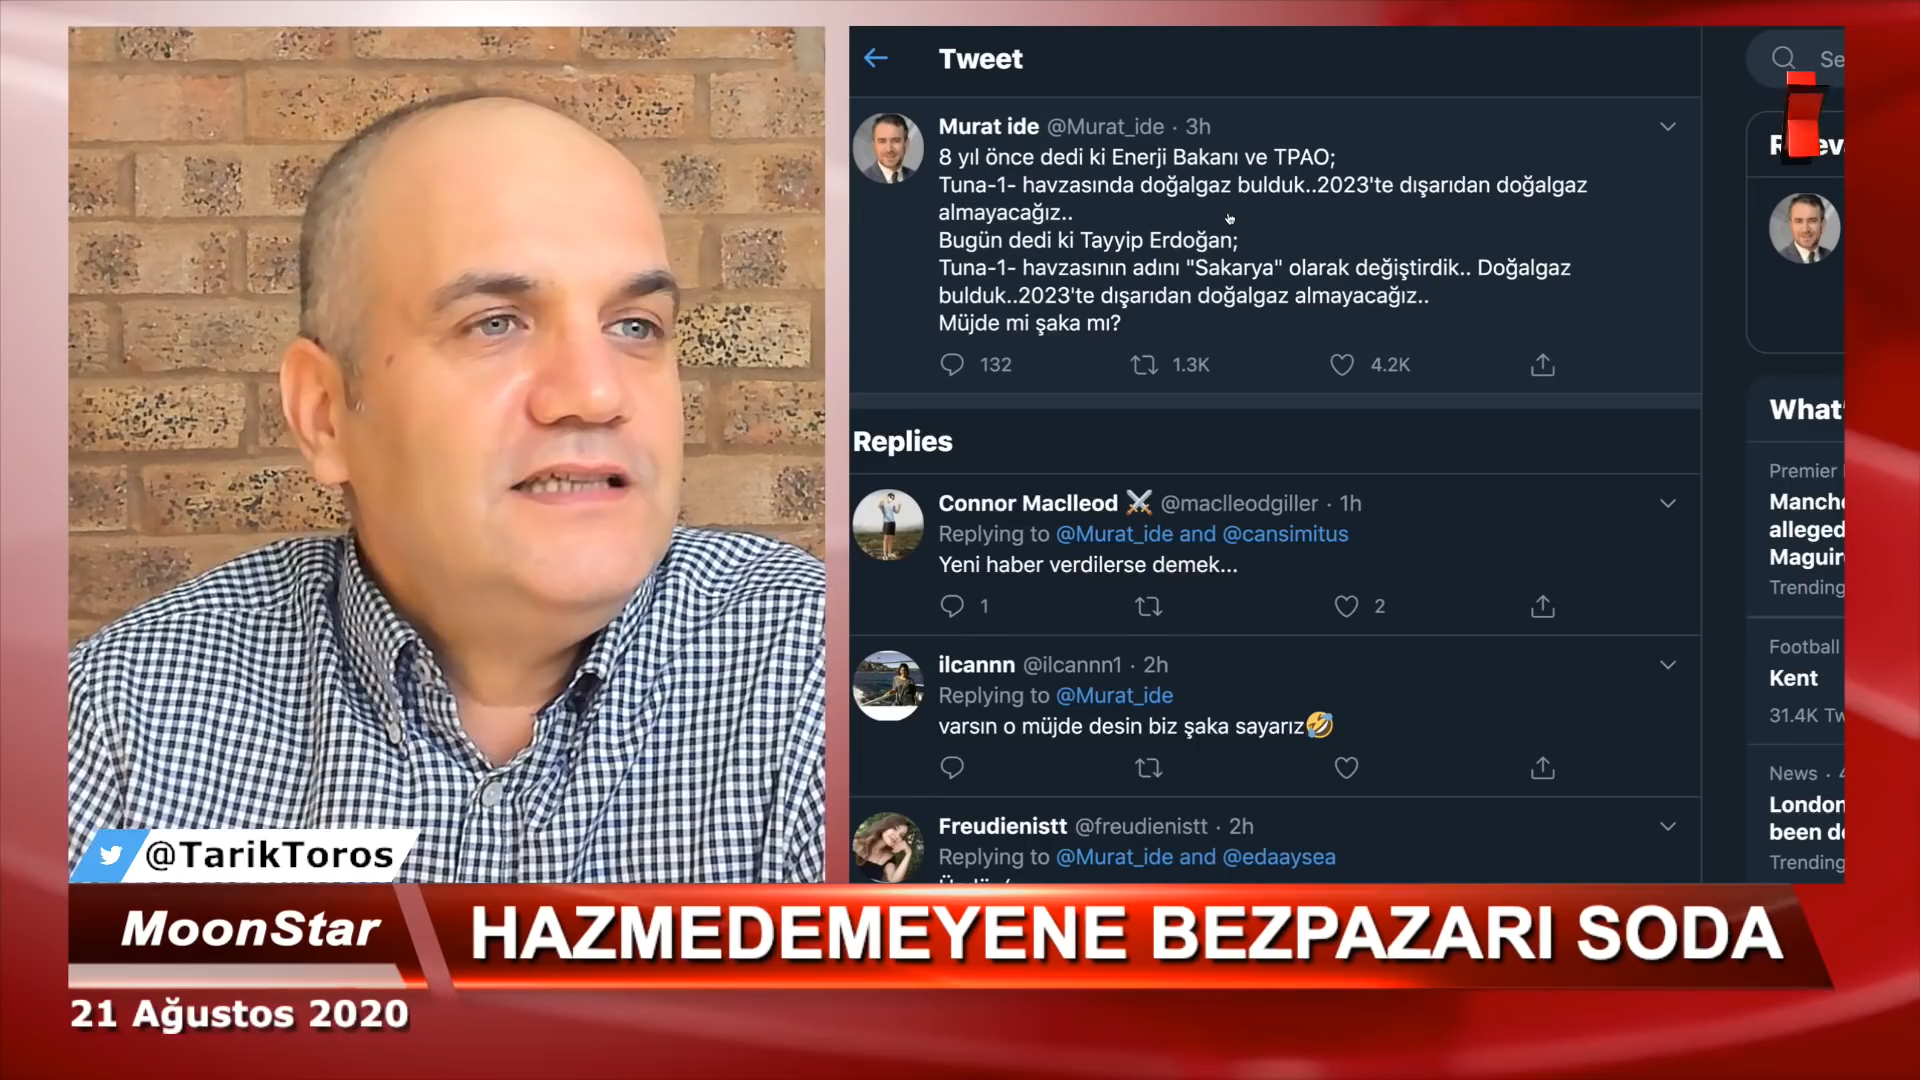 Tweet
Murat ide @Murat_ide · 3h
8 yıl önce dedi ki Enerji Bakanı ve TPAO;
Tuna-1- havzasında doğalgaz bulduk..2023'te dışarıdan doğalgaz
almayacağız..
Bugün dedi ki Tayyip Erdoğan;
Tuna-1- havzasının adını "Sakarya" olarak değiştirdik.. Doğalgaz
bulduk..2023'te dışarıdan doğalgaz almayacağız..
Müjde mi şaka mı?
132 1.3K 4.2K
Replies
Connor Maclleod ⚔️ @maclleodgiller · 1h
Replying to @Murat_ide and @cansimitus
Yeni haber verdilerse demek...
1 2
ilcannn @ilcannn1 · 2h
Replying to @Murat_ide
varsın o müjde desin biz şaka sayarız🤣
Freudienistt @freudienistt · 2h
Replying to @Murat_ide and @edaaysea
Se
What'
Premier
Manche
alleged
Maguir
Trending
Football
Kent
31.4K Tw
News · 4
London
been de
Trending
@TarikToros
MoonStar
HAZMEDEMEYENE BEZPAZARI SODA
21 Ağustos 2020